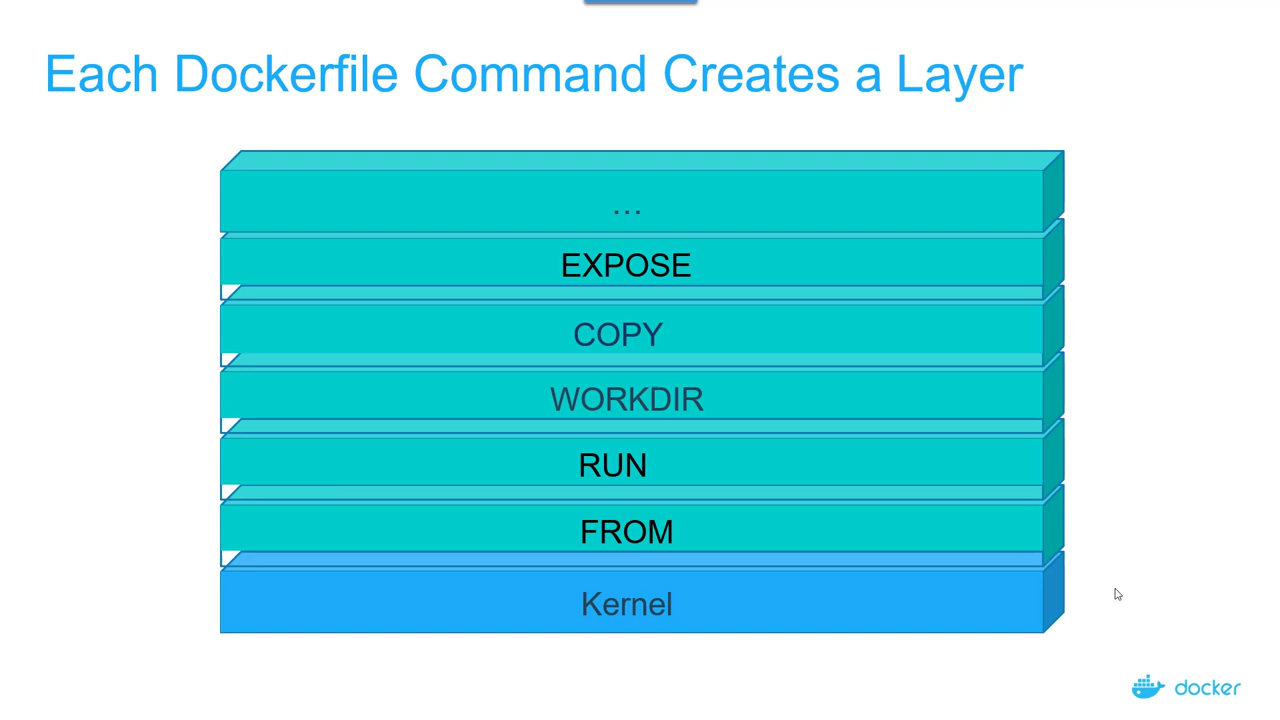 Each Dockerfile Command Creates a Layer
...
EXPOSE
COPY
WORKDIR
RUN
FROM
Kernel
docker